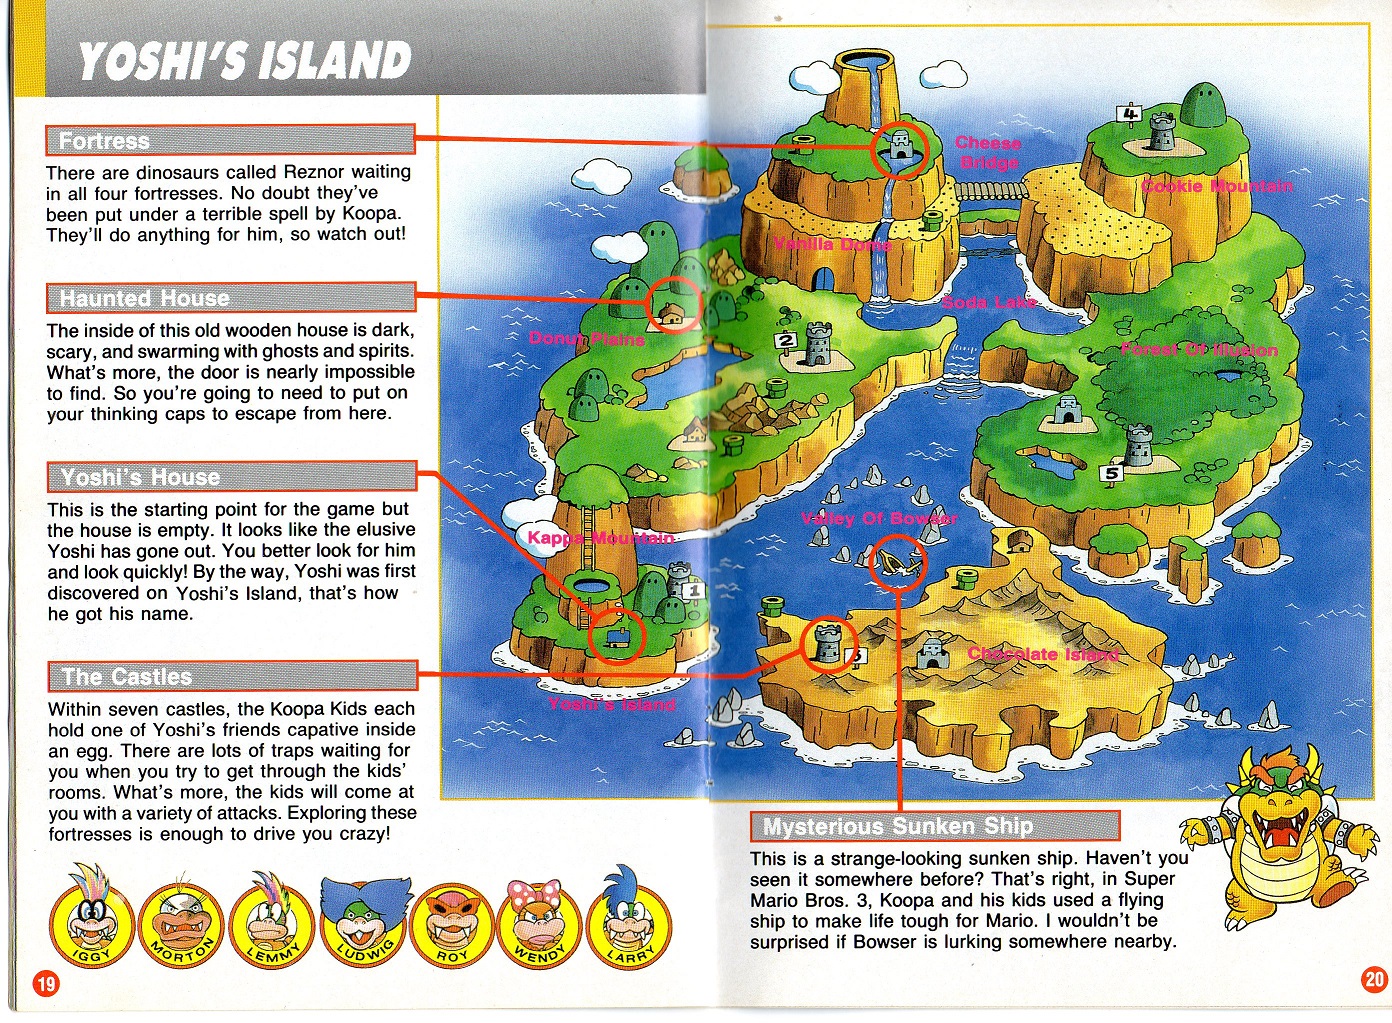 YOSHI'S ISLAND
Fortress
There are dinosaurs called Reznor waiting
in all four fortresses. No doubt they've
been put under a terrible spell by Koopa.
They'll do anything for him, so watch out!
Haunted House
The inside of this old wooden house is dark,
scary, and swarming with ghosts and spirits.
What's more, the door is nearly impossible
to find. So you're going to need to put on
your thinking caps to escape from here.
Yoshi's House
This is the starting point for the game but
the house is empty. It looks like the elusive
Yoshi has gone out. You better look for him
and look quickly! By the way, Yoshi was first
discovered on Yoshi's Island, that's how
he got his name.
The Castles
Within seven castles, the Koopa Kids each
hold one of Yoshi's friends capative inside
an egg. There are lots of traps waiting for
you when you try to get through the kids'
rooms. What's more, the kids will come at
you with a variety of attacks. Exploring these
fortresses is enough to drive you crazy!
IGGY
MORTON
LEMMY
LUDWIG
ROY
WENDY
LARRY
19
4
Cheese
Bridge
Cookie Mountain
Vanilla Dome
Soda Lake
Donut Plains
2
Forest Of Illusion
5
Valley Of Bowser
Kappa Mountain
1
3
Chocolate Island
Yoshi's Island
Mysterious Sunken Ship
This is a strange-looking sunken ship. Haven't you
seen it somewhere before? That's right, in Super
Mario Bros. 3, Koopa and his kids used a flying
ship to make life tough for Mario. I wouldn't be
surprised if Bowser is lurking somewhere nearby.
20